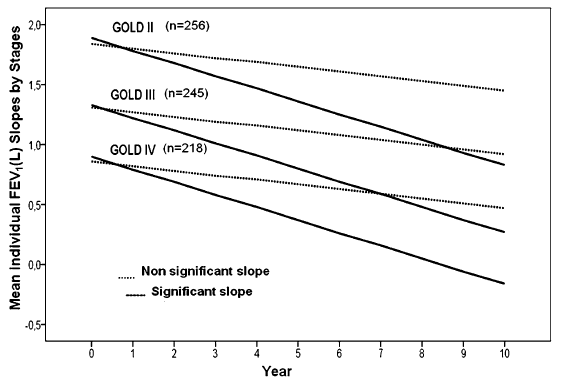 Mean Individual FEV1(L) Slopes by Stages
2,0
1,5
1,0
0,5
0,0
-0,5
GOLD II (n=256)
GOLD III (n=245)
GOLD IV (n=218)
Non significant slope
Significant slope
0 1 2 3 4 5 6 7 8 9 10
Year